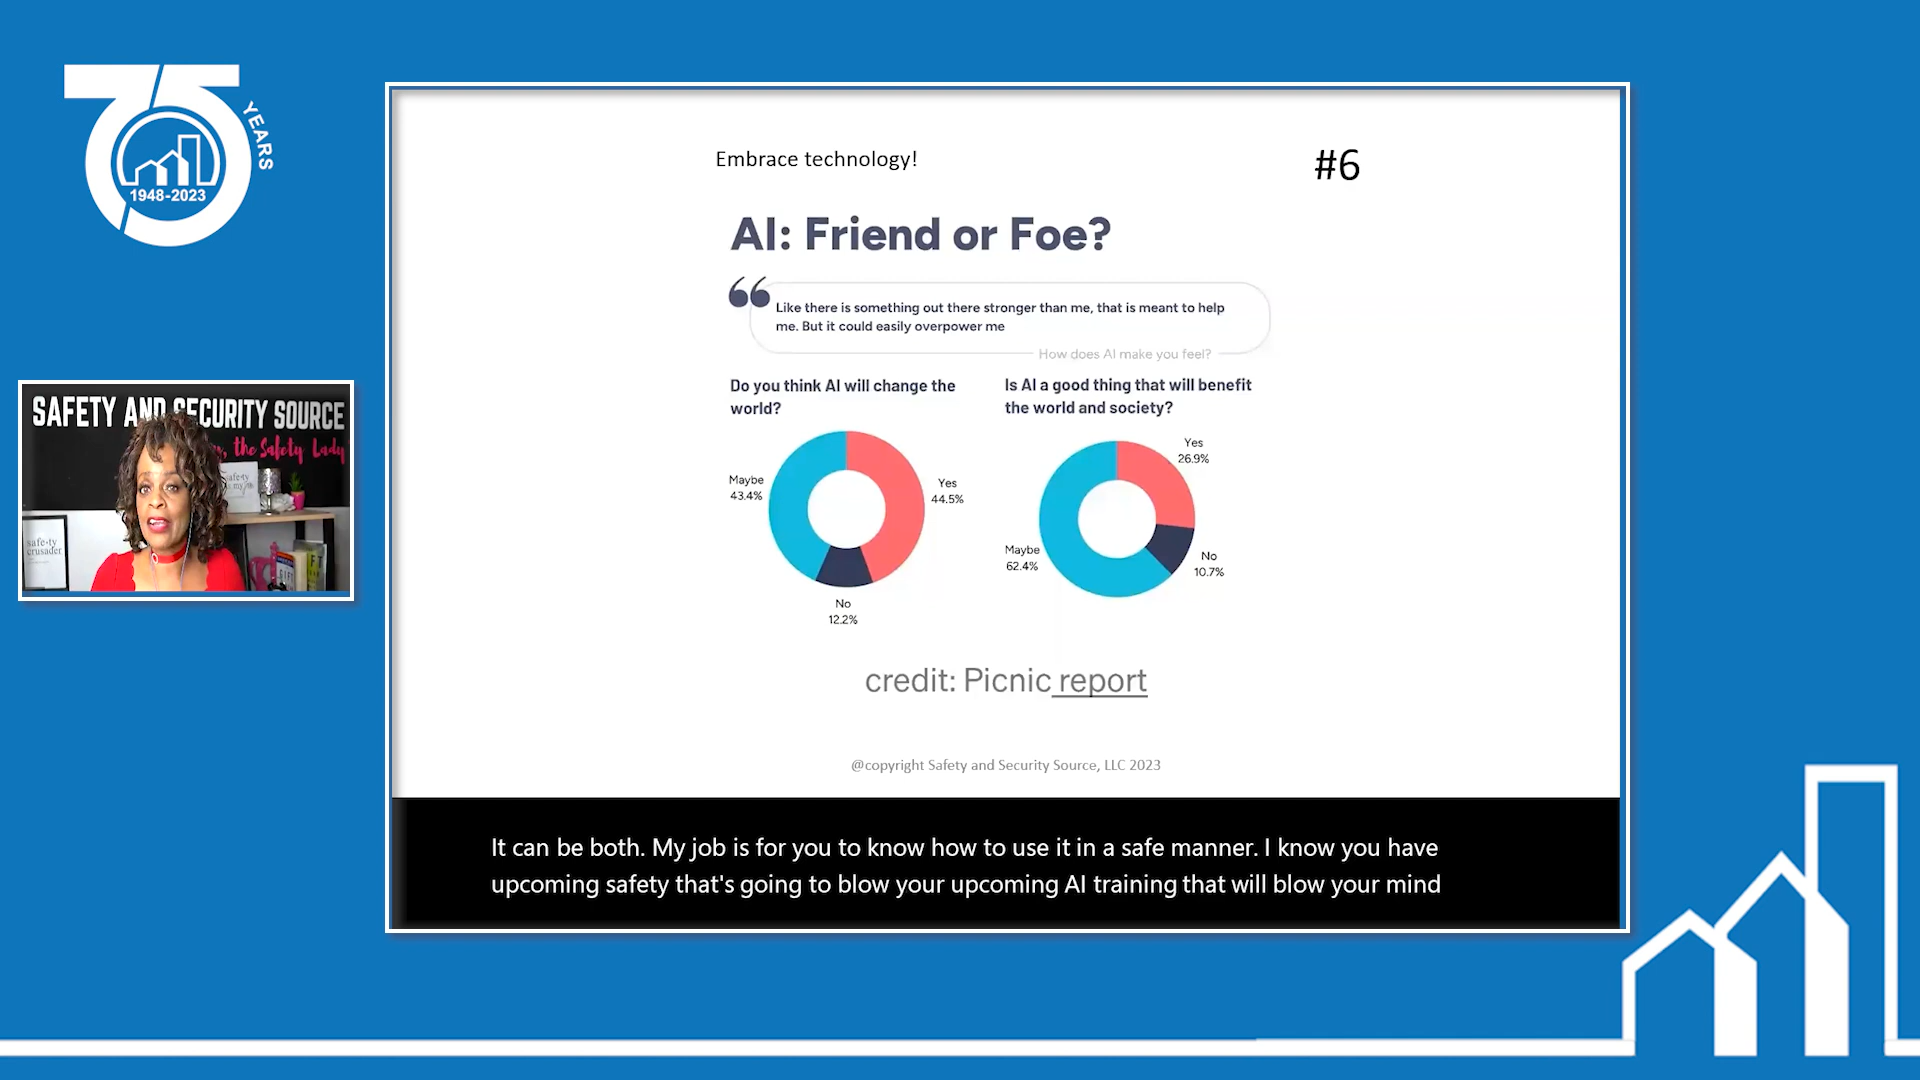 75
YEARS
1948-2023
SAFETY AND SECURITY SOURCE
the Safety Lady
safe·ty
crusader
Embrace technology!
#6
AI: Friend or Foe?
Like there is something out there stronger than me, that is meant to help
me. But it could easily overpower me
How does AI make you feel?
Do you think AI will change the
world?
Maybe
43.4%
Yes
44.5%
No
12.2%
Is AI a good thing that will benefit
the world and society?
Yes
26.9%
Maybe
62.4%
No
10.7%
credit: Picnic report
@copyright Safety and Security Source, LLC 2023
It can be both. My job is for you to know how to use it in a safe manner. I know you have
upcoming safety that's going to blow your upcoming AI training that will blow your mind